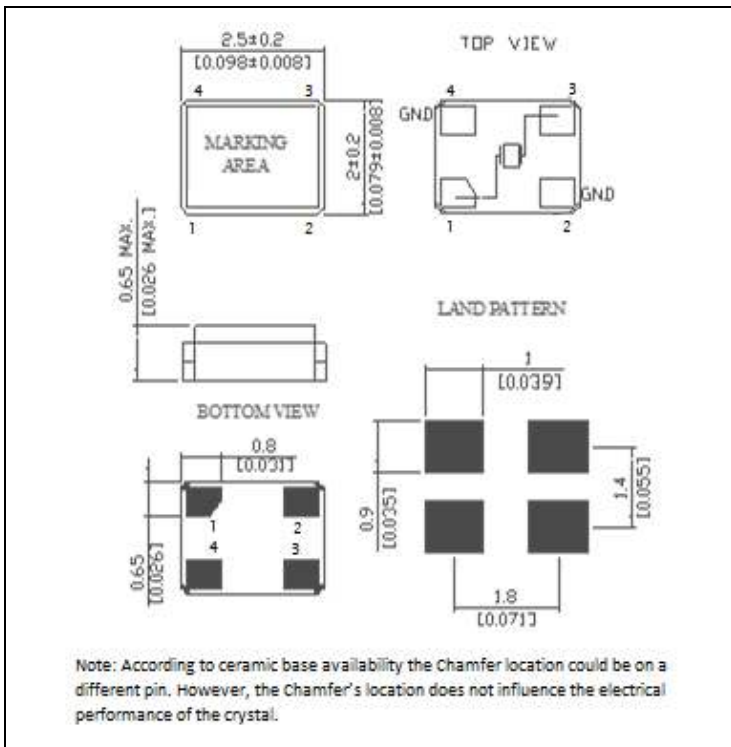 2.5±0.2
[0.098±0.008]
TOP VIEW
4 3
MARKING
AREA
2±0.2
[0.079±0.008]
1 2
4 3
GND
GND
1 2
0.65 MAX.
[0.026 MAX.]
LAND PATTERN
1
[0.039]
BOTTOM VIEW
0.8
[0.031]
1 2
4 3
0.65
[0.026]
0.9
[0.035]
1.4
[0.055]
1.8
[0.071]
Note: According to ceramic base availability the Chamfer location could be on a
different pin. However, the Chamfer's location does not influence the electrical
performance of the crystal.